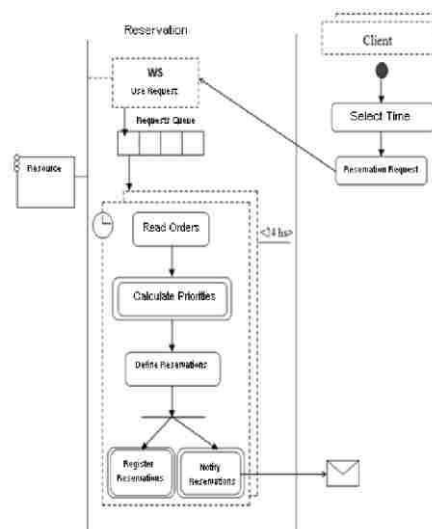 Reservation
Client
WS
Use Request
Select Time
Requests Queue
Resource
Reservation Request
Read Orders
<24 hs>
Calculate Priorities
Define Reservations
Register
Reservations
Notify
Reservations